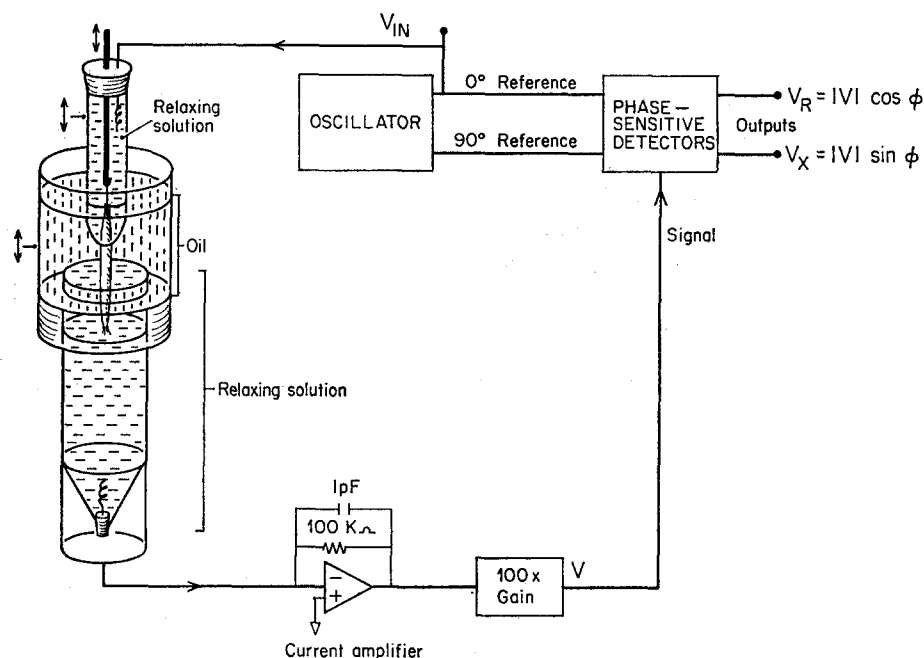 V_IN
Relaxing
solution
OSCILLATOR
0° Reference
90° Reference
PHASE–
SENSITIVE
DETECTORS
Outputs
V_R = |V| cos ϕ
V_X = |V| sin ϕ
Signal
Oil
Relaxing solution
1pF
100 KΩ
−
+
100 x
Gain
V
Current amplifier